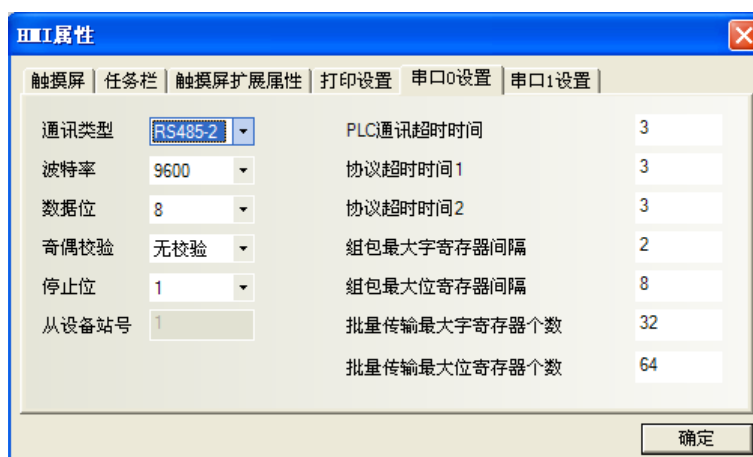 HMI属性
触摸屏 任务栏 触摸屏扩展属性 打印设置 串口0设置 串口1设置
通讯类型 RS485-2 PLC通讯超时时间 3
波特率 9600 协议超时时间1 3
数据位 8 协议超时时间2 3
奇偶校验 无校验 组包最大字寄存器间隔 2
停止位 1 组包最大位寄存器间隔 8
从设备站号 1 批量传输最大字寄存器个数 32
批量传输最大位寄存器个数 64
确定